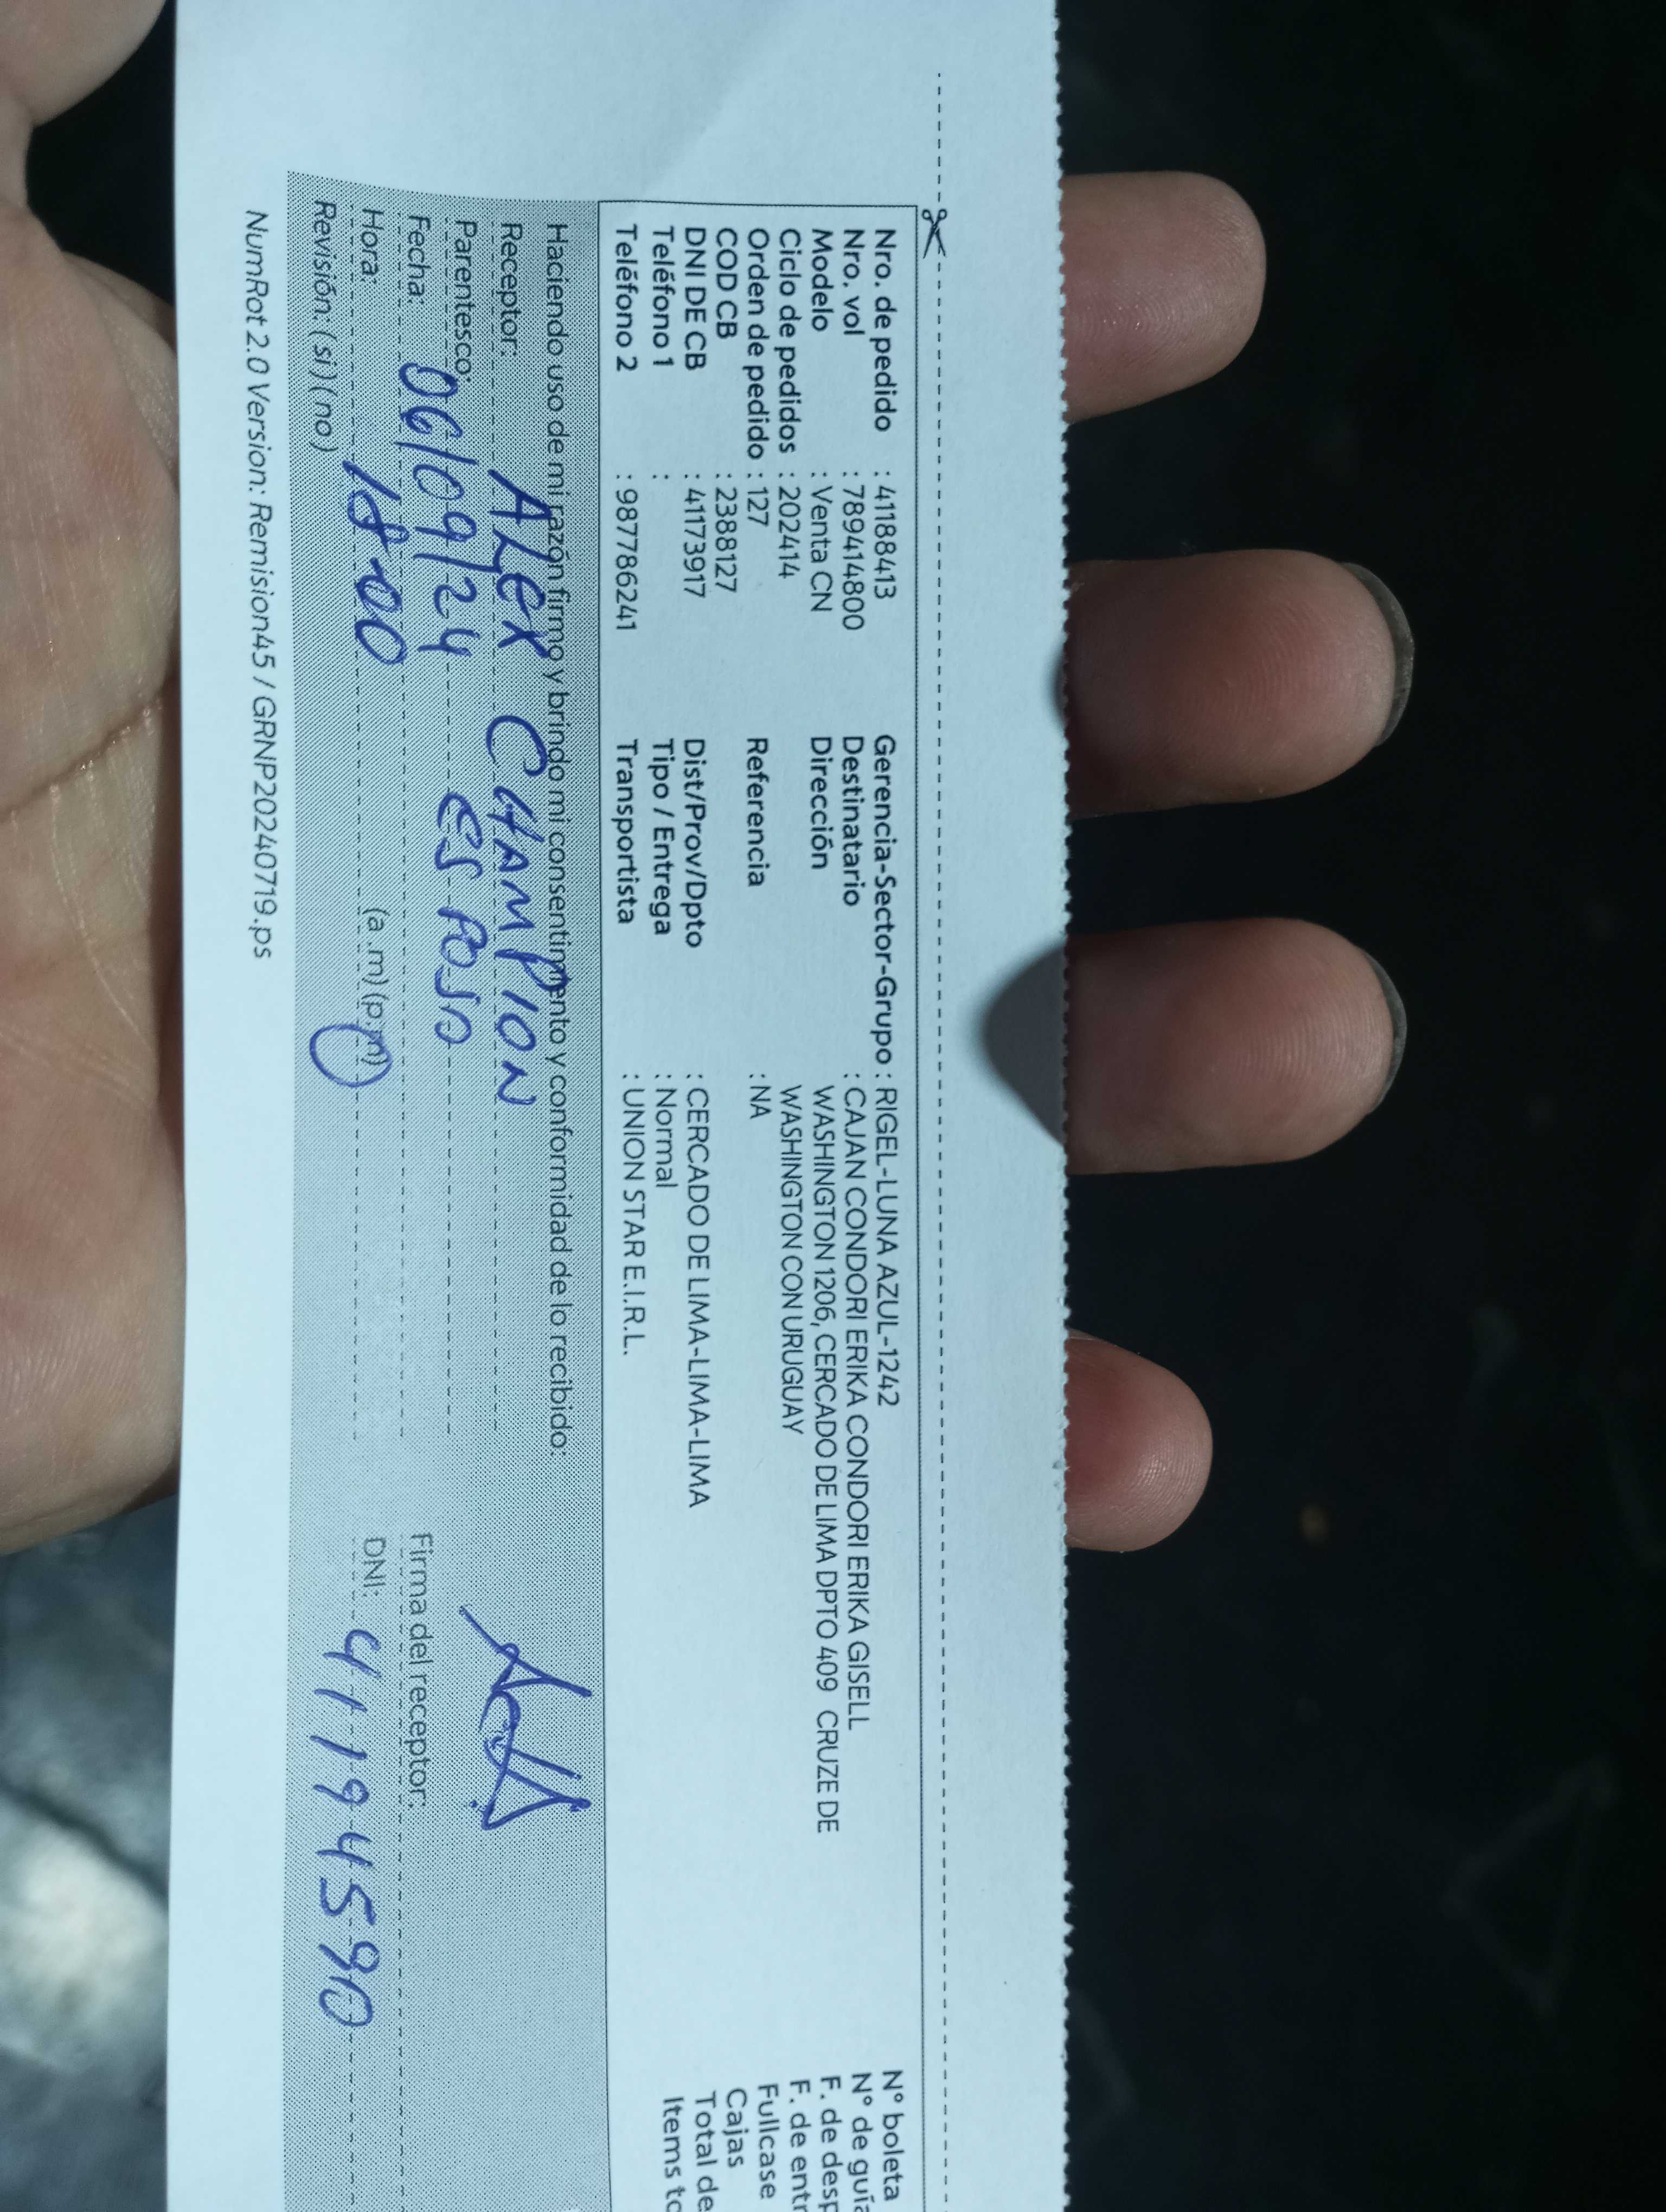 Nro. de pedido : 41188413 Gerencia-Sector-Grupo : RIGEL-LUNA AZUL-1242 N° boleta
Nro. vol : 789414800 Destinatario : CAJAN CONDORI ERIKA CONDORI ERIKA GISELL N° de guía
Modelo : Venta CN Dirección WASHINGTON 1206, CERCADO DE LIMA DPTO 409 CRUZE DE F. de desp
Ciclo de pedidos : 202414 WASHINGTON CON URUGUAY F. de entr
Orden de pedido : 127 Referencia : NA Fullcase
COD CB : 2388127 Cajas
DNI DE CB : 41173917 Dist/Prov/Dpto : CERCADO DE LIMA-LIMA-LIMA Total de
Teléfono 1 : Tipo / Entrega : Normal Items to
Teléfono 2 : 987786241 Transportista : UNION STAR E.I.R.L.
Haciendo uso de mi razón firmo y brindo mi consentimiento y conformidad de lo recibido:
Receptor: ALEX CHAMPION
Parentesco: ESPOSO
Fecha: 06/09/24 Firma del receptor:
Hora: 18:00 (a.m) (p.m) DNI: 41194590
Revisión: (si) (no)
NumRot 2.0 Version: Remision45 / GRNP20240719.ps